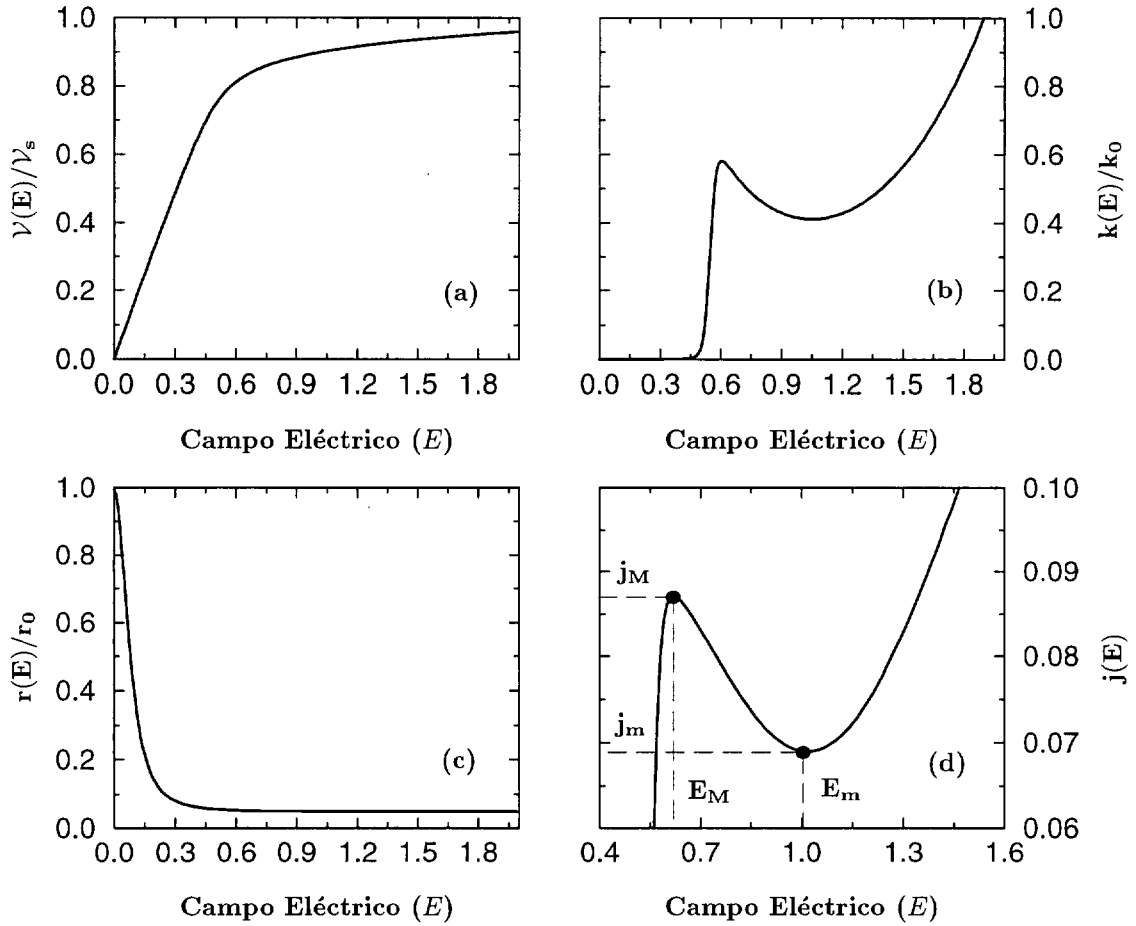 1.0
0.8
0.6
0.4
0.2
0.0
0.0 0.3 0.6 0.9 1.2 1.5 1.8
𝒱(E)/𝒱s
(a)
Campo Eléctrico (E)
1.0
0.8
0.6
0.4
0.2
0.0
0.0 0.3 0.6 0.9 1.2 1.5 1.8
k(E)/k0
(b)
Campo Eléctrico (E)
1.0
0.8
0.6
0.4
0.2
0.0
0.0 0.3 0.6 0.9 1.2 1.5 1.8
r(E)/r0
(c)
Campo Eléctrico (E)
0.10
0.09
0.08
0.07
0.06
0.4 0.7 1.0 1.3 1.6
j(E)
jM
jm
EM
Em
(d)
Campo Eléctrico (E)